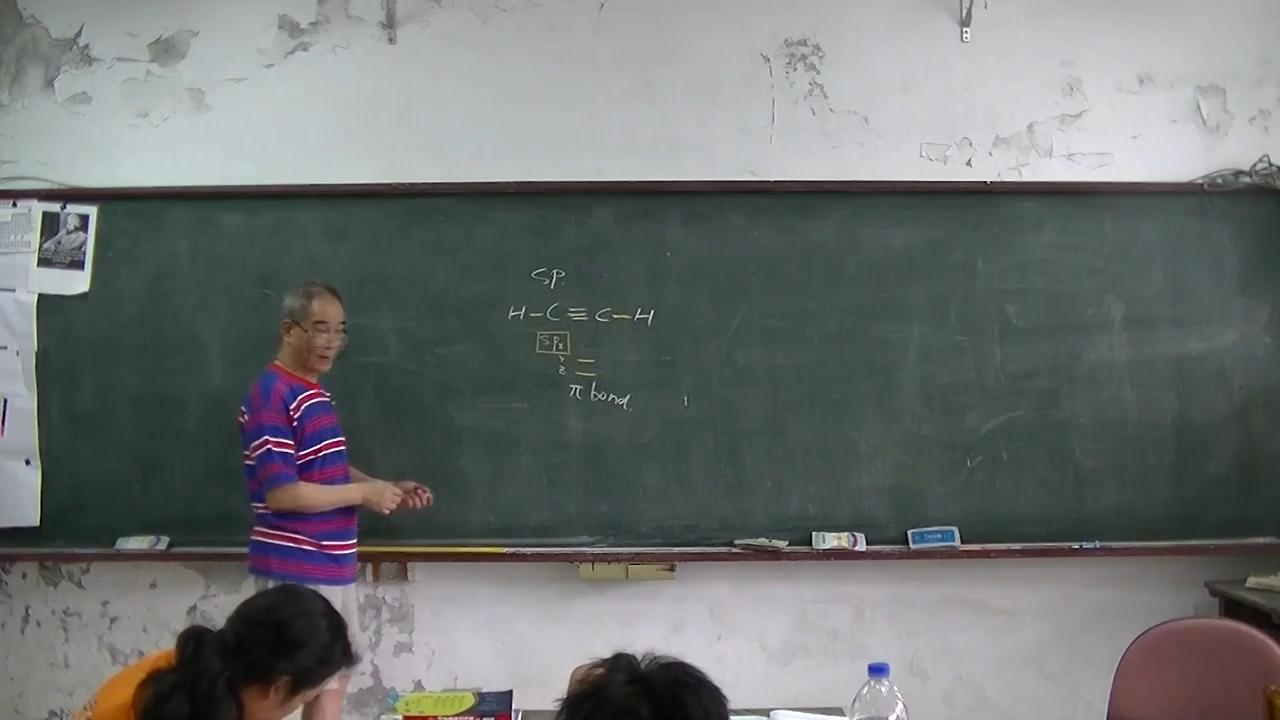 SP.
H-C≡C-H
SPx
Y
Z
π bond.